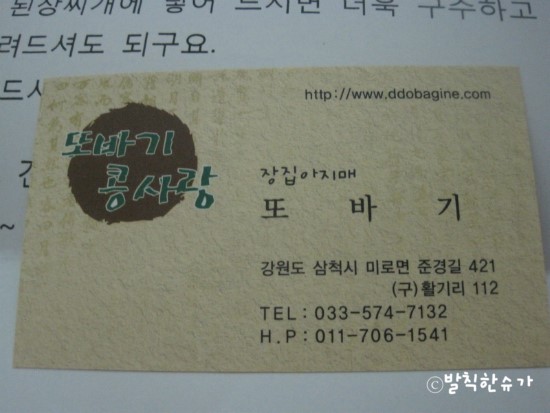 된장찌개에 넣어 드시면 더욱 구수하고
려드셔도 되구요.
드시
간
~
http://www.ddobagine.com
또바기
콩사랑
장집아지매
또 바 기
강원도 삼척시 미로면 준경길 421
(구)활기리 112
TEL : 033-574-7132
H.P : 011-706-1541
©발칙한슈가